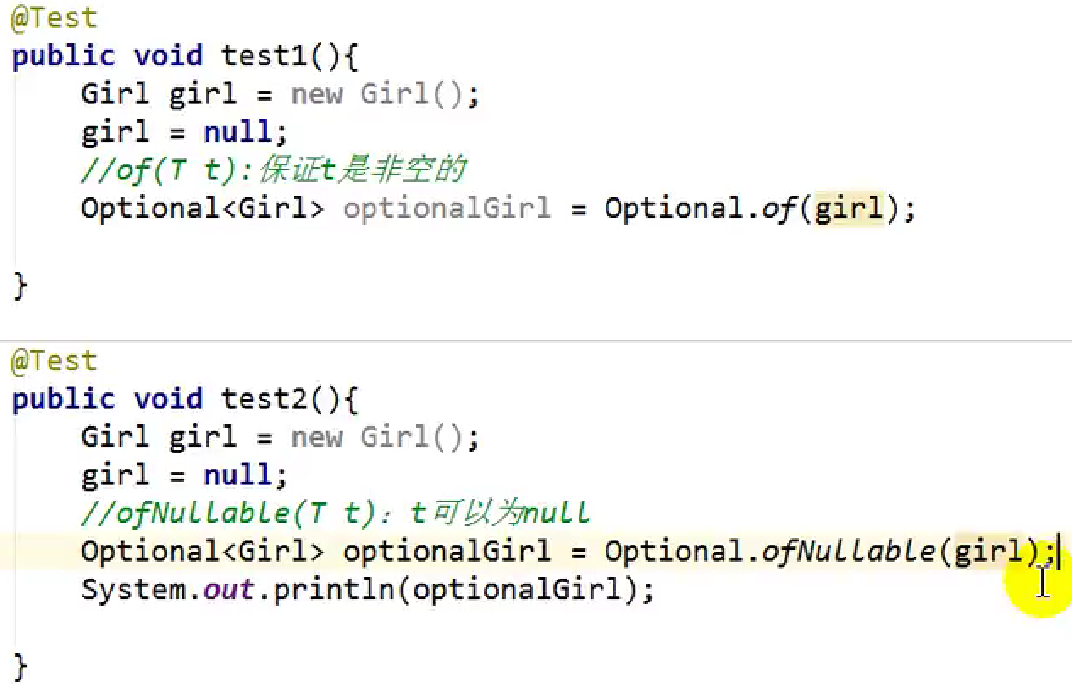 @Test
public void test1(){
    Girl girl = new Girl();
    girl = null;
    //of(T t):保证t是非空的
    Optional<Girl> optionalGirl = Optional.of(girl);
}
@Test
public void test2(){
    Girl girl = new Girl();
    girl = null;
    //ofNullable(T t)：t可以为null
    Optional<Girl> optionalGirl = Optional.ofNullable(girl);
    System.out.println(optionalGirl);
}